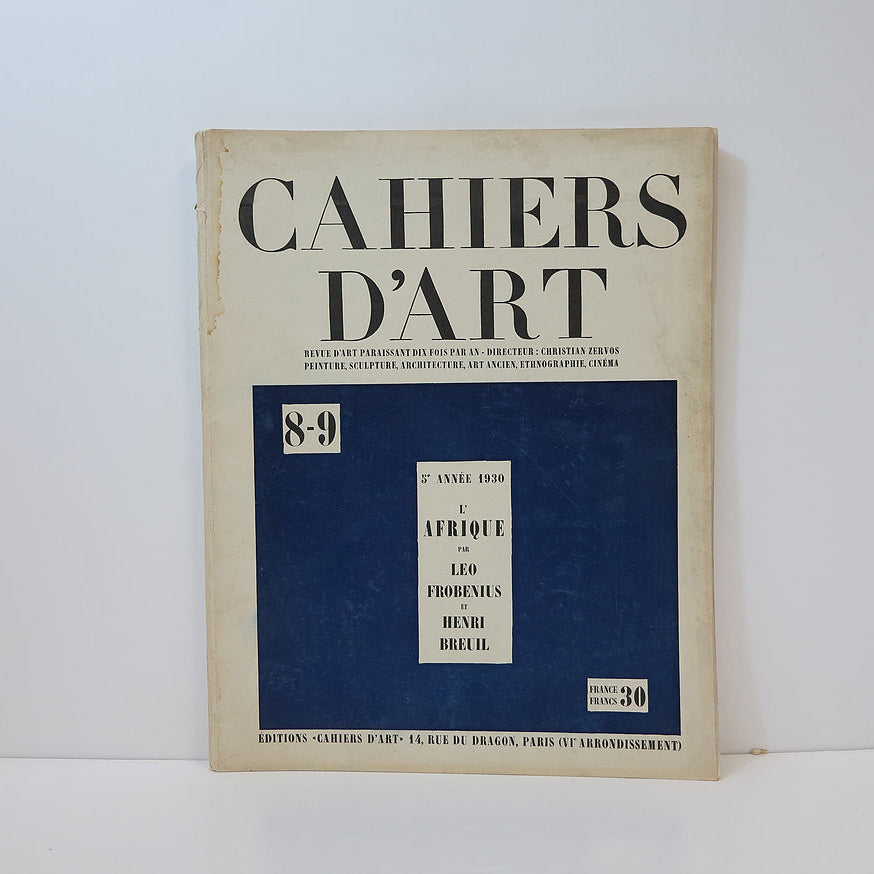 CAHIERS
D'ART
REVUE D'ART PARAISSANT DIX FOIS PAR AN - DIRECTEUR : CHRISTIAN ZERVOS
PEINTURE, SCULPTURE, ARCHITECTURE, ART ANCIEN, ETHNOGRAPHIE, CINÉMA
8-9
5e ANNÉE 1930
L'
AFRIQUE
PAR
LEO
FROBENIUS
ET
HENRI
BREUIL
FRANCE
FRANCS 30
EDITIONS «CAHIERS D'ART» 14, RUE DU DRAGON, PARIS (VIe ARRONDISSEMENT)